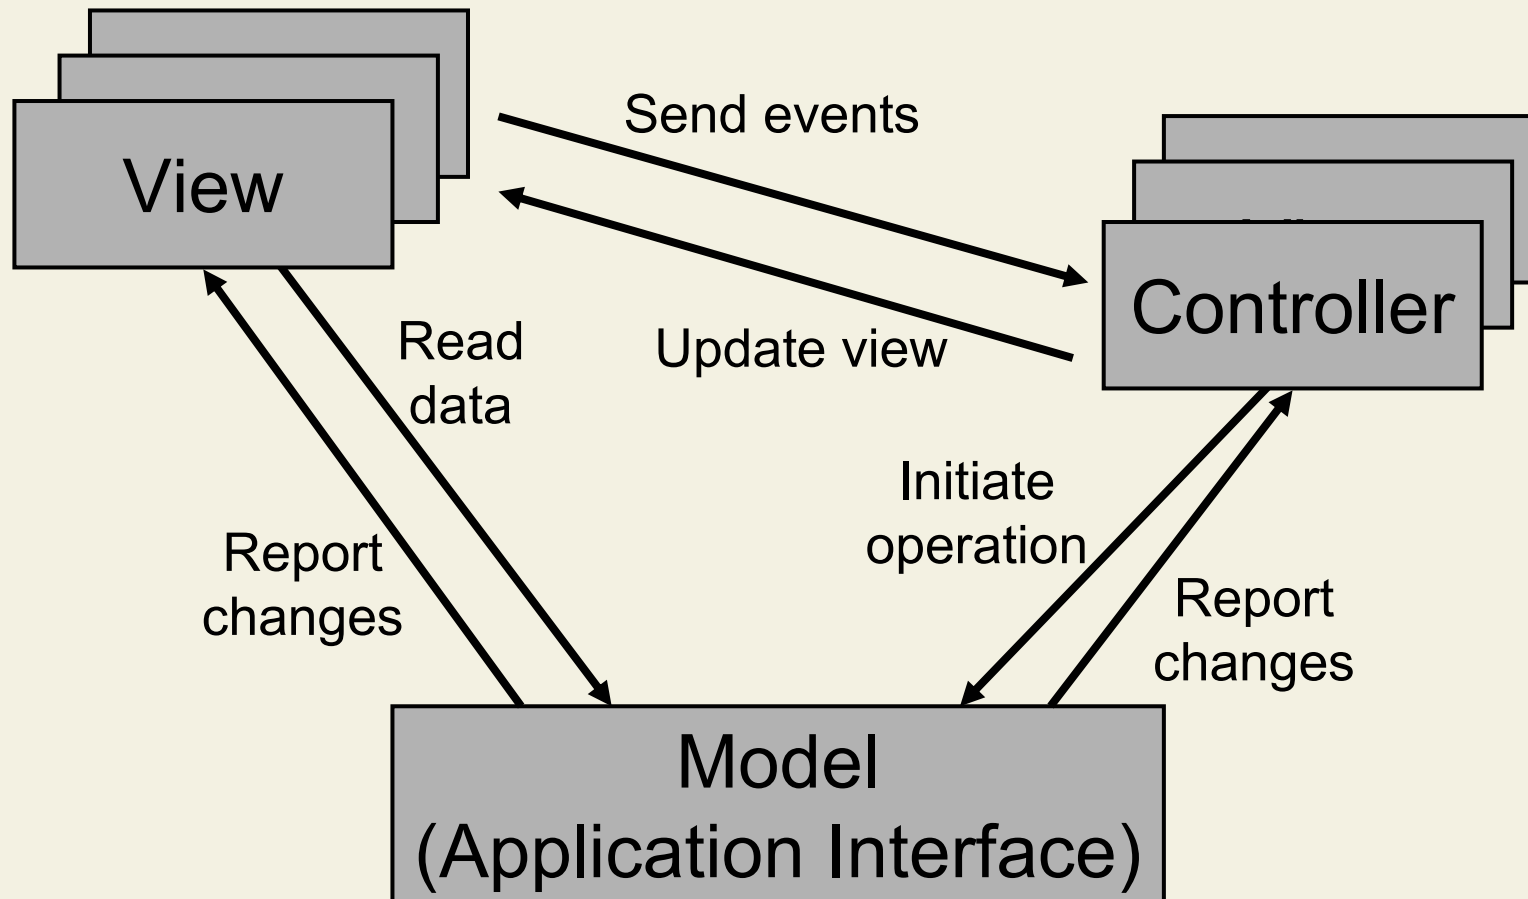 Send events
View
Controller
Read
data
Update view
Initiate
operation
Report
changes
Report
changes
Model
(Application Interface)